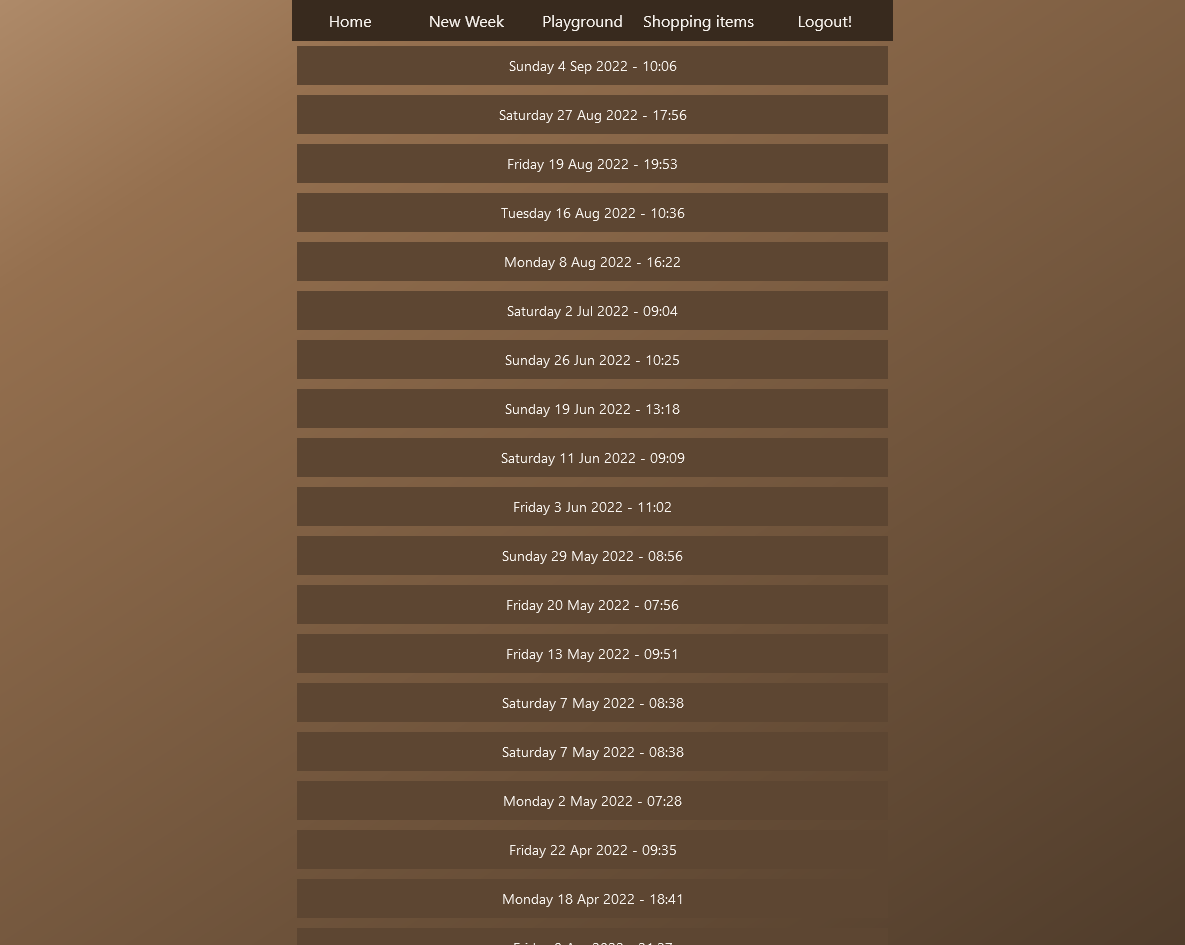 Home New Week Playground Shopping items Logout!
Sunday 4 Sep 2022 - 10:06
Saturday 27 Aug 2022 - 17:56
Friday 19 Aug 2022 - 19:53
Tuesday 16 Aug 2022 - 10:36
Monday 8 Aug 2022 - 16:22
Saturday 2 Jul 2022 - 09:04
Sunday 26 Jun 2022 - 10:25
Sunday 19 Jun 2022 - 13:18
Saturday 11 Jun 2022 - 09:09
Friday 3 Jun 2022 - 11:02
Sunday 29 May 2022 - 08:56
Friday 20 May 2022 - 07:56
Friday 13 May 2022 - 09:51
Saturday 7 May 2022 - 08:38
Saturday 7 May 2022 - 08:38
Monday 2 May 2022 - 07:28
Friday 22 Apr 2022 - 09:35
Monday 18 Apr 2022 - 18:41